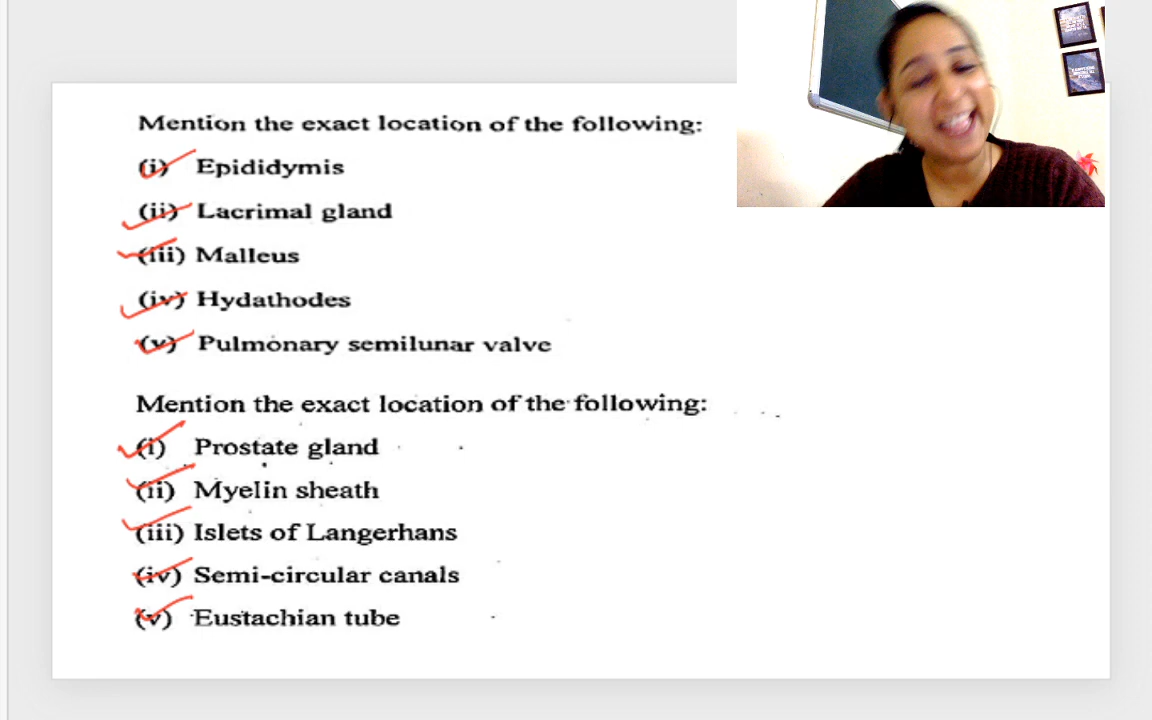 Mention the exact location of the following:
(i) Epididymis
(ii) Lacrimal gland
(iii) Malleus
(iv) Hydathodes
(v) Pulmonary semilunar valve
Mention the exact location of the following:
(i) Prostate gland
(ii) Myelin sheath
(iii) Islets of Langerhans
(iv) Semi-circular canals
(v) Eustachian tube